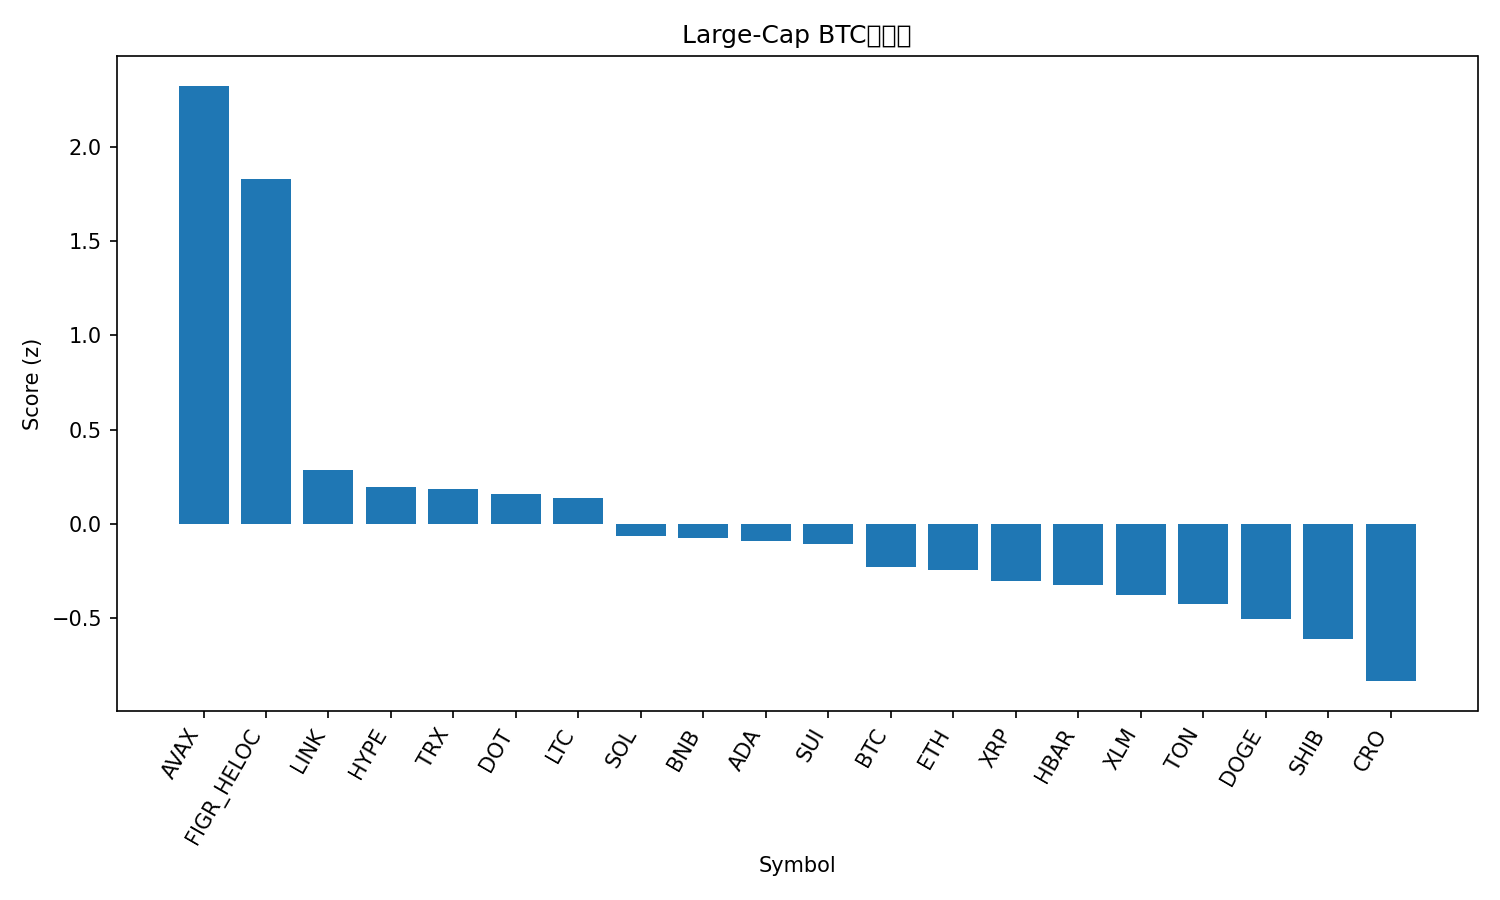 Large-Cap BTC
Score (z)
2.0
1.5
1.0
0.5
0.0
−0.5
AVAX
FIGR_HELOC
LINK
HYPE
TRX
DOT
LTC
SOL
BNB
ADA
SUI
BTC
ETH
XRP
HBAR
XLM
TON
DOGE
SHIB
CRO
Symbol